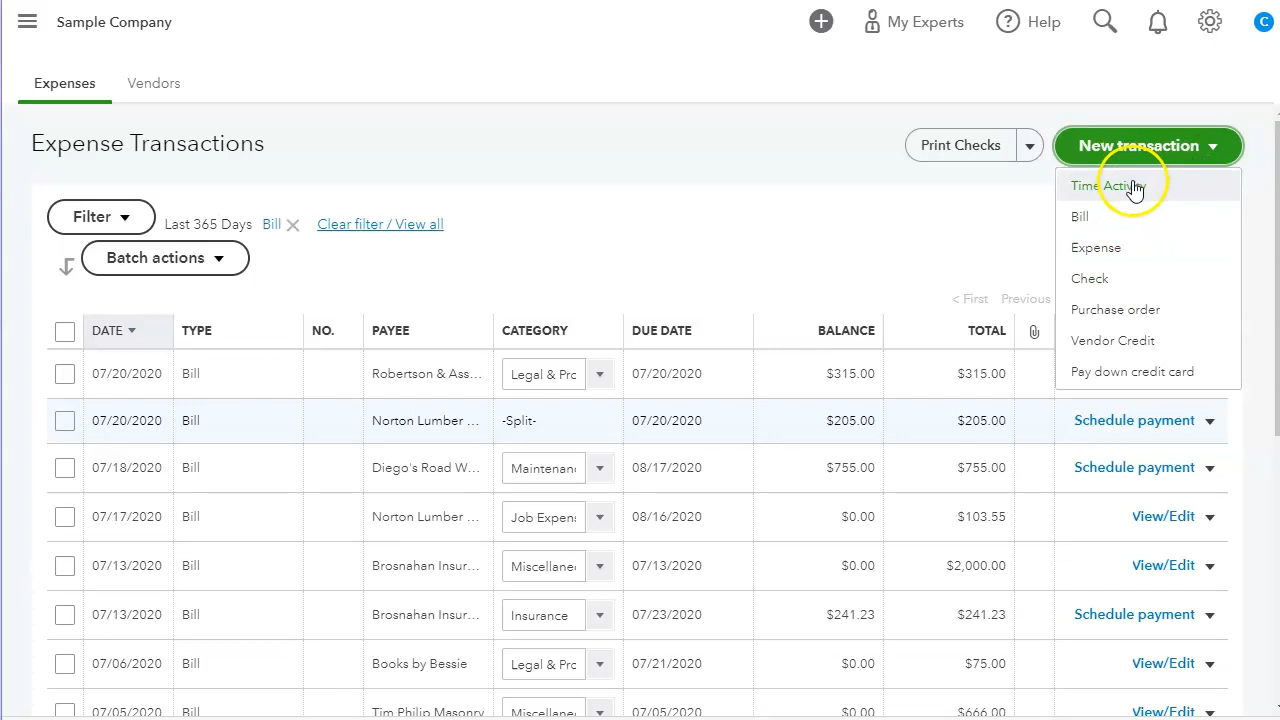 Sample Company
My Experts
Help
C
Expenses Vendors
Expense Transactions
Print Checks
New transaction
Time Activity
Bill
Expense
Check
Purchase order
Vendor Credit
Pay down credit card
Filter
Last 365 Days Bill Clear filter / View all
Batch actions
< First Previous
DATE TYPE NO. PAYEE CATEGORY DUE DATE BALANCE TOTAL
07/20/2020 Bill Robertson & Ass... Legal & Pro 07/20/2020 $315.00 $315.00
07/20/2020 Bill Norton Lumber ... -Split- 07/20/2020 $205.00 $205.00 Schedule payment
07/18/2020 Bill Diego's Road W... Maintenanc 08/17/2020 $755.00 $755.00 Schedule payment
07/17/2020 Bill Norton Lumber ... Job Expens 08/16/2020 $0.00 $103.55 View/Edit
07/13/2020 Bill Brosnahan Insur... Miscellaneo 07/13/2020 $0.00 $2,000.00 View/Edit
07/13/2020 Bill Brosnahan Insur... Insurance 07/23/2020 $241.23 $241.23 Schedule payment
07/06/2020 Bill Books by Bessie Legal & Pro 07/21/2020 $0.00 $75.00 View/Edit
07/05/2020 Bill Tim Philip Masonry Miscellaneo 07/05/2020 $0.00 $666.00 View/Edit